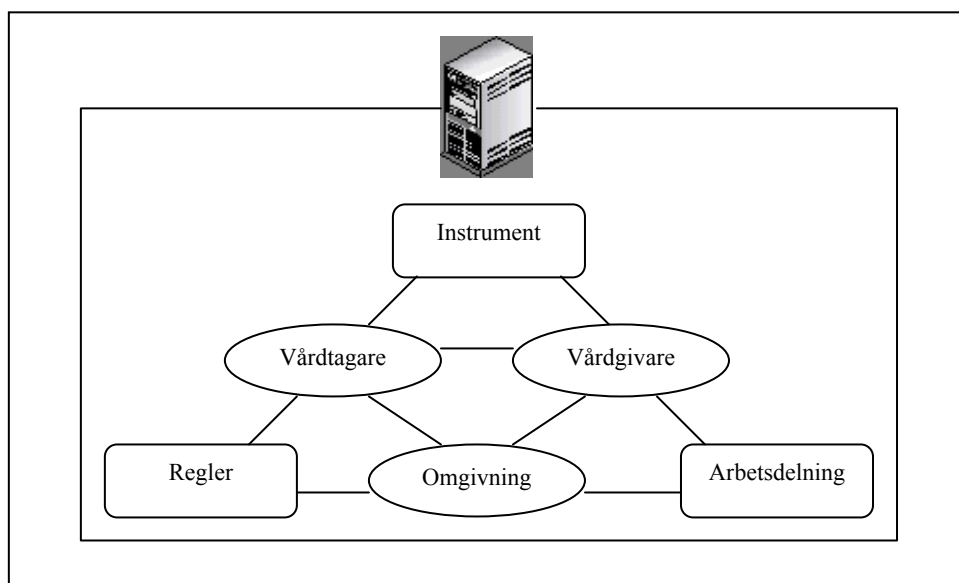 Instrument
Vårdtagare
Vårdgivare
Regler
Omgivning
Arbetsdelning